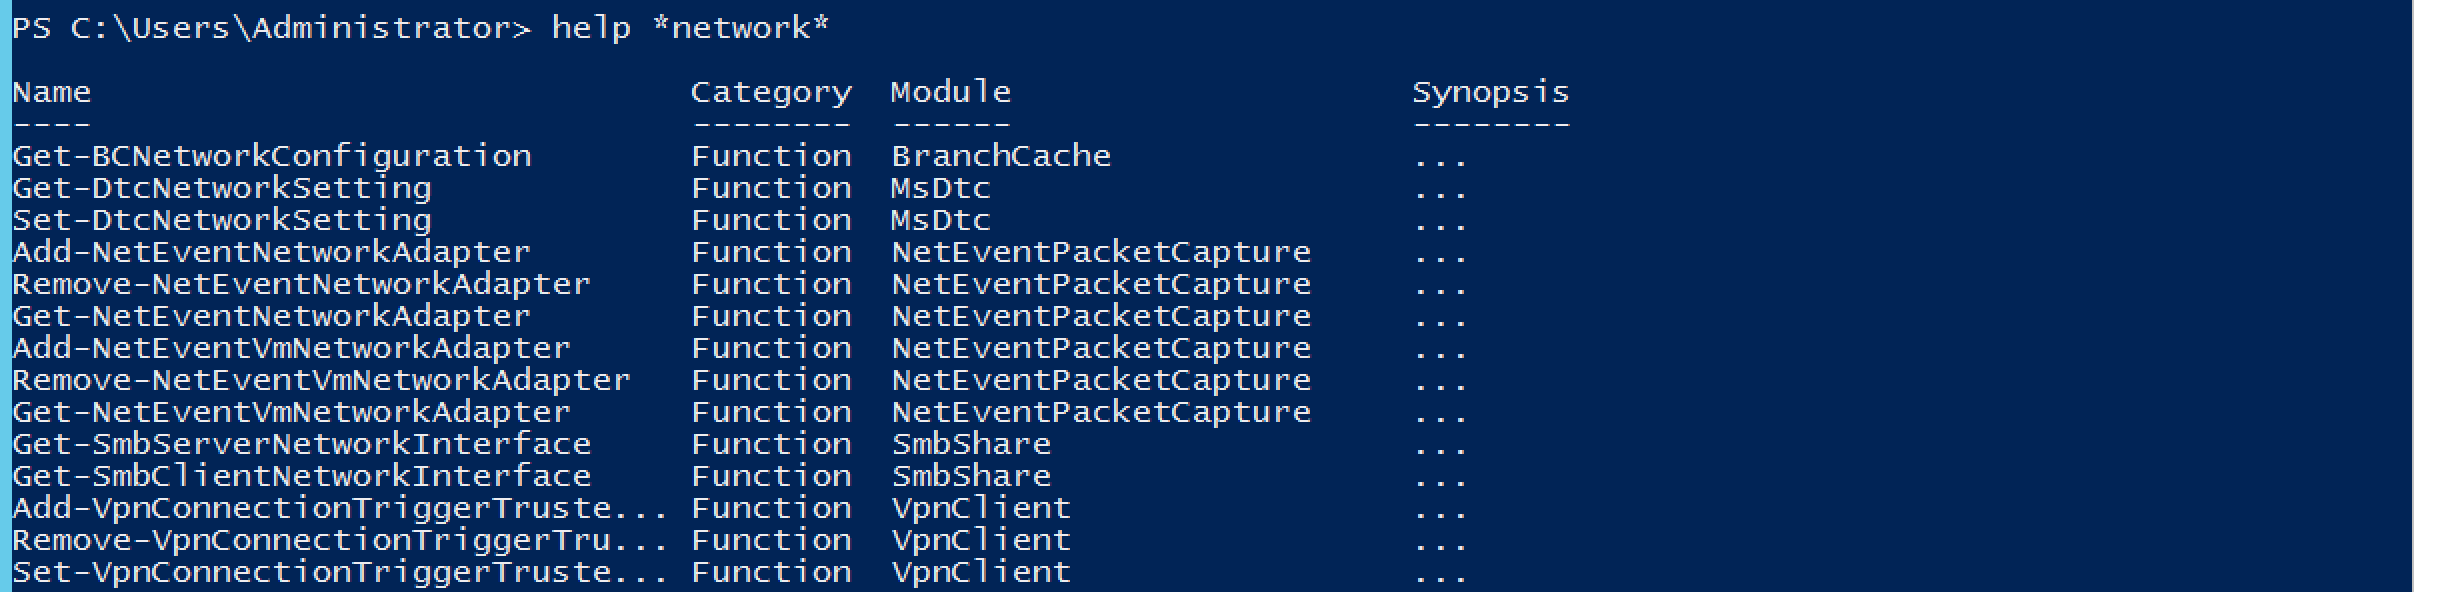 PS C:\Users\Administrator> help *network*
Name Category Module Synopsis
---- -------- ------ --------
Get-BCNetworkConfiguration Function BranchCache ...
Get-DtcNetworkSetting Function MsDtc ...
Set-DtcNetworkSetting Function MsDtc ...
Add-NetEventNetworkAdapter Function NetEventPacketCapture ...
Remove-NetEventNetworkAdapter Function NetEventPacketCapture ...
Get-NetEventNetworkAdapter Function NetEventPacketCapture ...
Add-NetEventVmNetworkAdapter Function NetEventPacketCapture ...
Remove-NetEventVmNetworkAdapter Function NetEventPacketCapture ...
Get-NetEventVmNetworkAdapter Function NetEventPacketCapture ...
Get-SmbServerNetworkInterface Function SmbShare ...
Get-SmbClientNetworkInterface Function SmbShare ...
Add-VpnConnectionTriggerTruste... Function VpnClient ...
Remove-VpnConnectionTriggerTru... Function VpnClient ...
Set-VpnConnectionTriggerTruste... Function VpnClient ...